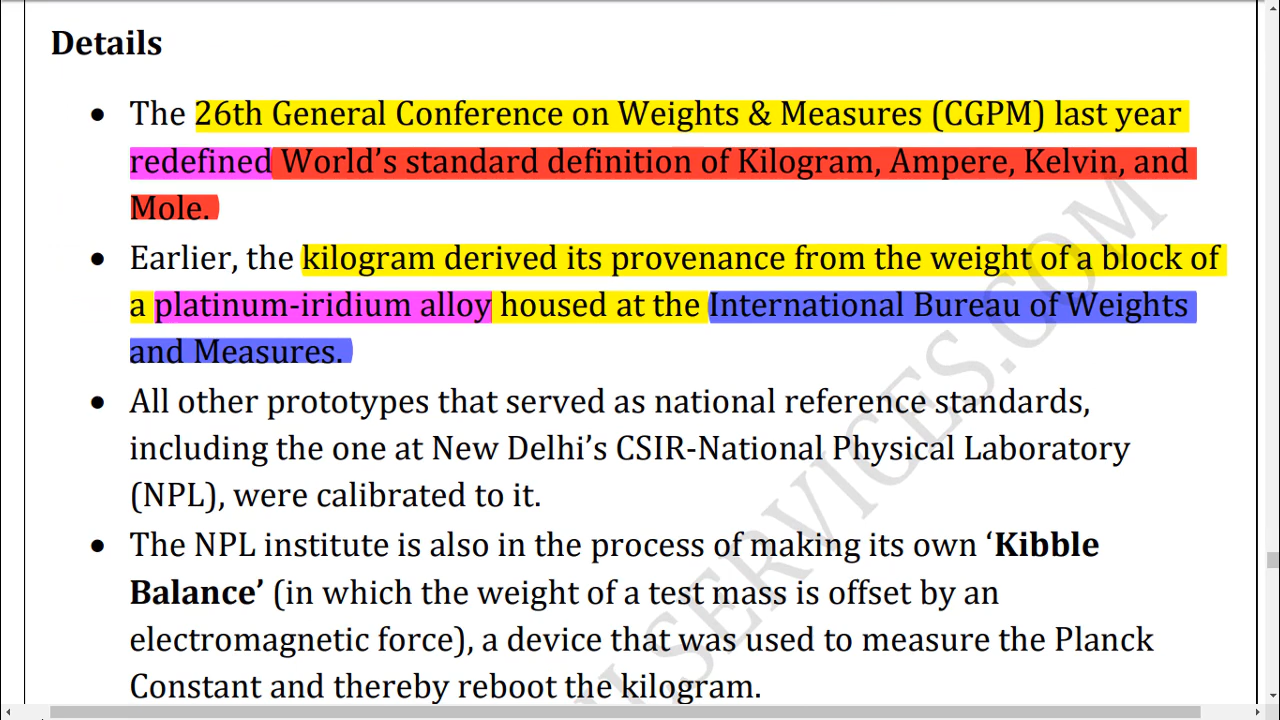 Details
• The 26th General Conference on Weights & Measures (CGPM) last year
redefined World’s standard definition of Kilogram, Ampere, Kelvin, and
Mole.
• Earlier, the kilogram derived its provenance from the weight of a block of
a platinum-iridium alloy housed at the International Bureau of Weights
and Measures.
• All other prototypes that served as national reference standards,
including the one at New Delhi’s CSIR-National Physical Laboratory
(NPL), were calibrated to it.
• The NPL institute is also in the process of making its own ‘Kibble
Balance’ (in which the weight of a test mass is offset by an
electromagnetic force), a device that was used to measure the Planck
Constant and thereby reboot the kilogram.
SERVICES.COM